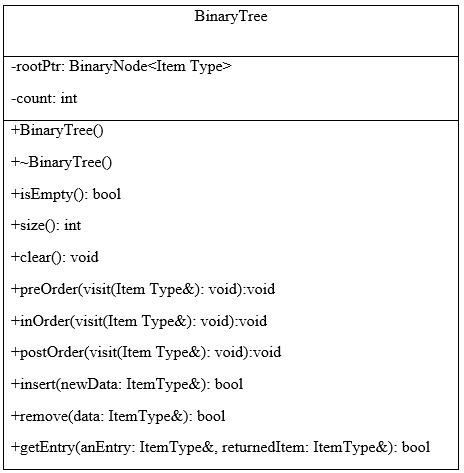 BinaryTree
-rootPtr: BinaryNode<Item Type>
-count: int
+BinaryTree()
+~BinaryTree()
+isEmpty(): bool
+size(): int
+clear(): void
+preOrder(visit(Item Type&): void):void
+inOrder(visit(Item Type&): void):void
+postOrder(visit(Item Type&): void):void
+insert(newData: ItemType&): bool
+remove(data: ItemType&): bool
+getEntry(anEntry: ItemType&, returnedItem: ItemType&): bool